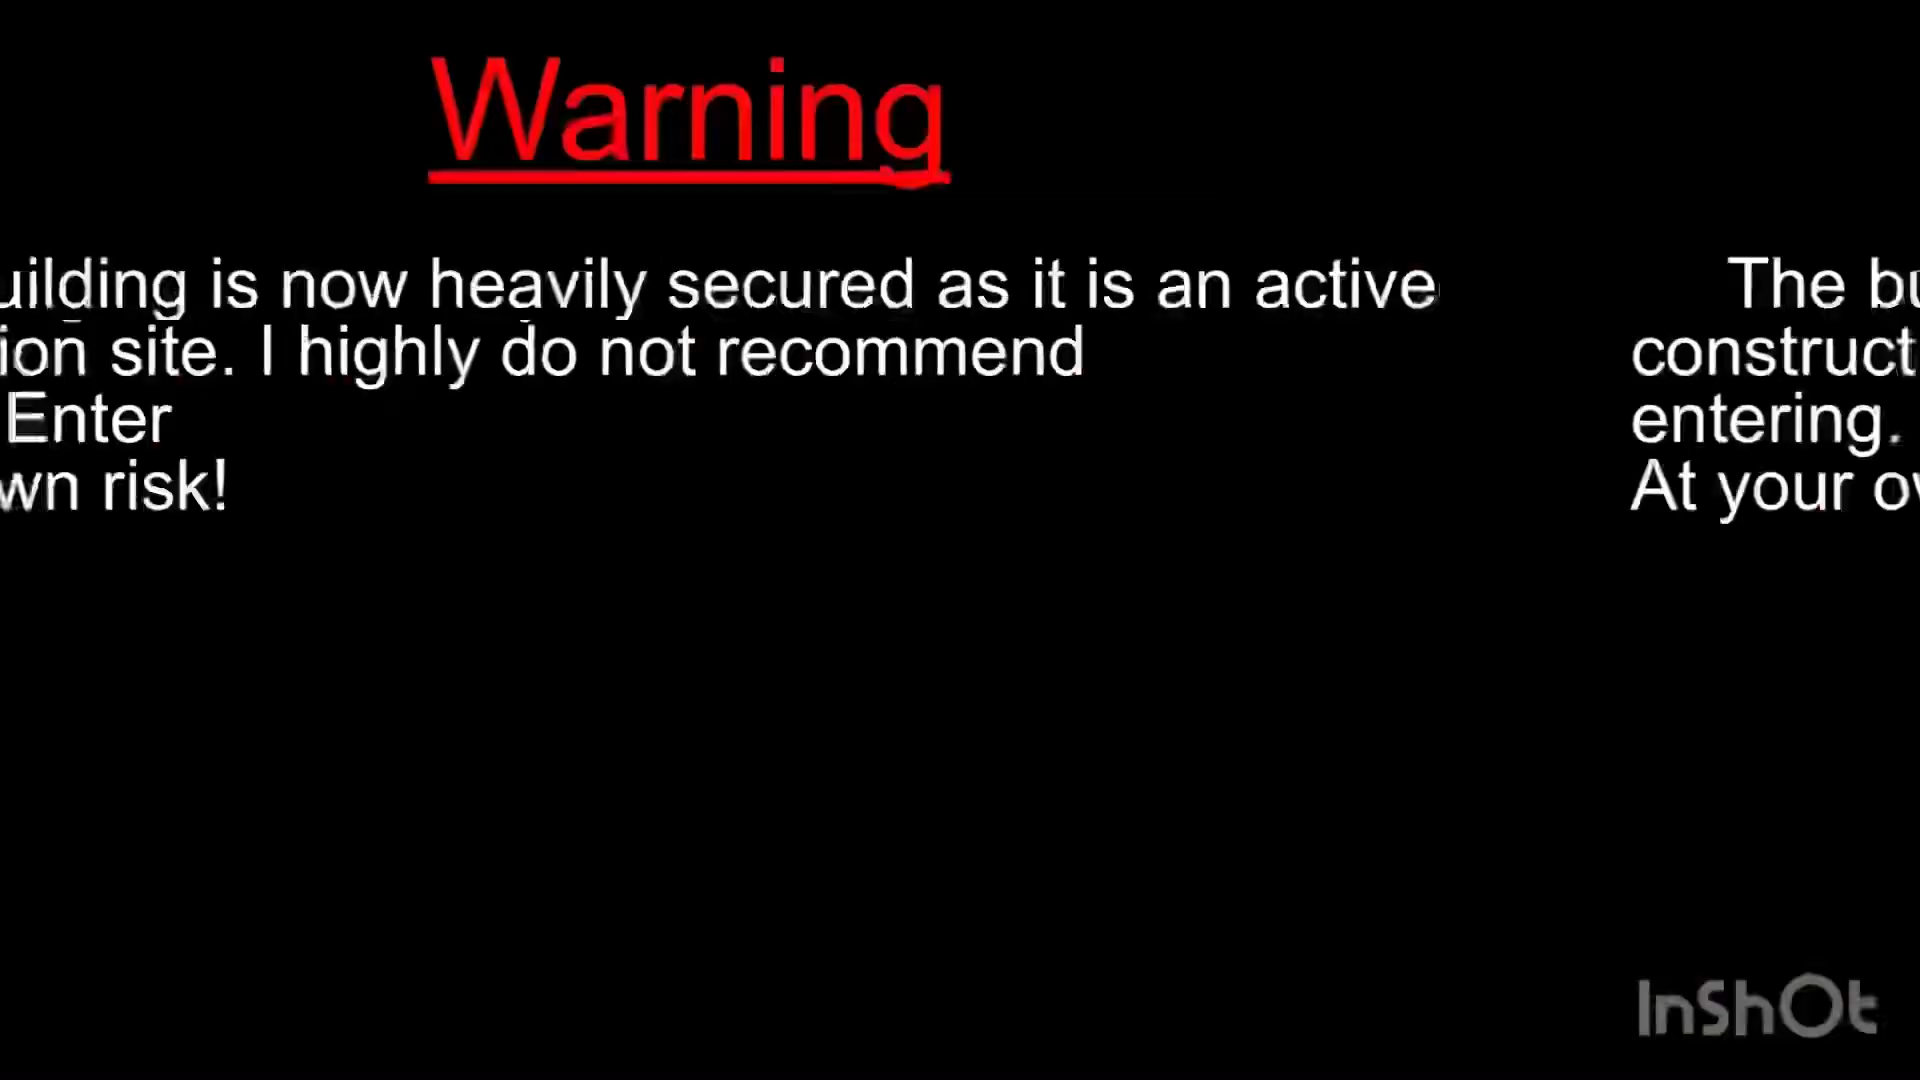 Warning
uilding is now heavily secured as it is an active
ion site. I highly do not recommend
Enter
wn risk!
The bu
construct
entering.
At your ow
InShOt